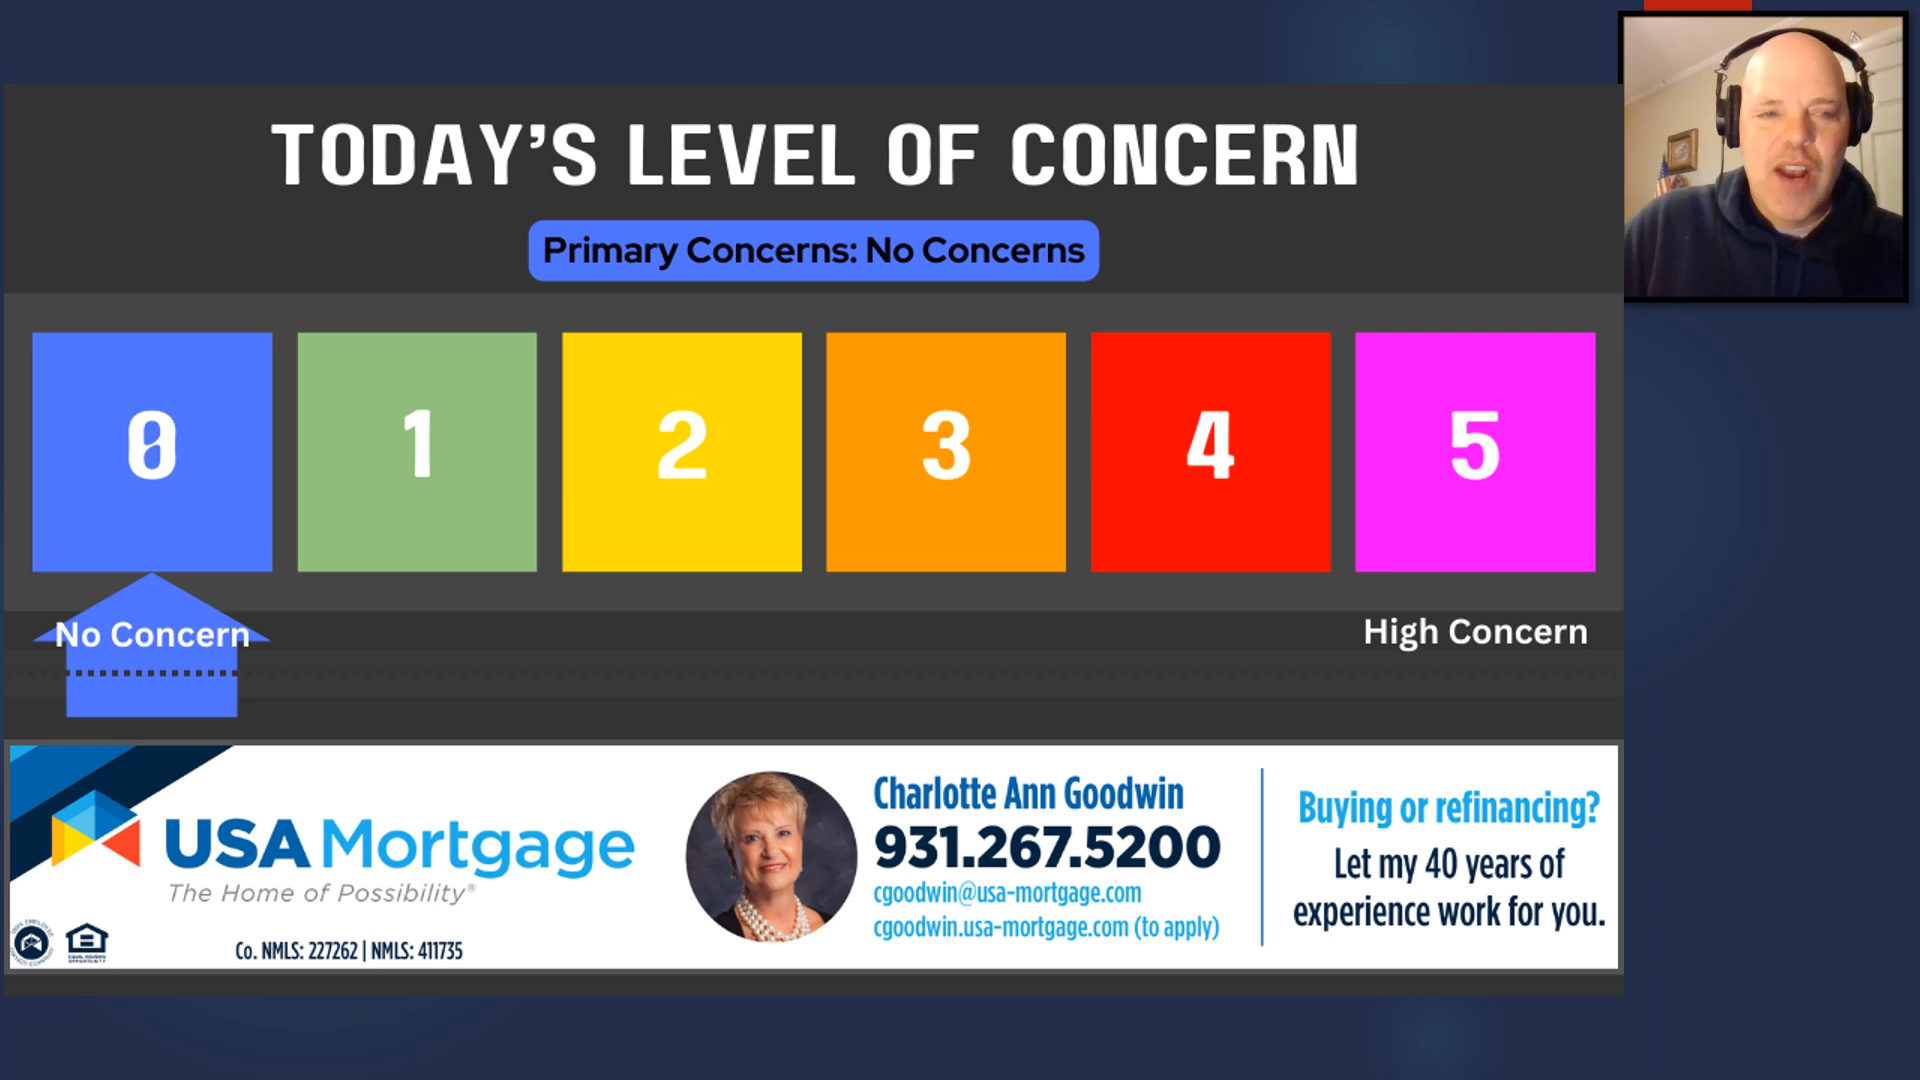 TODAY'S LEVEL OF CONCERN
Primary Concerns: No Concerns
0
1
2
3
4
5
No Concern
High Concern
USA Mortgage
The Home of Possibility®
Co. NMLS: 227262 | NMLS: 411735
Charlotte Ann Goodwin
931.267.5200
cgoodwin@usa-mortgage.com
cgoodwin.usa-mortgage.com (to apply)
Buying or refinancing?
Let my 40 years of
experience work for you.